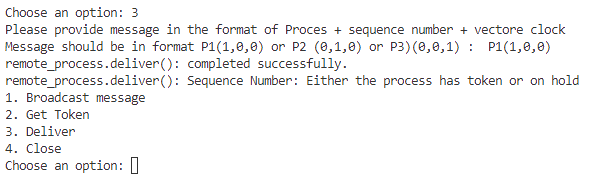 Choose an option: 3
Please provide message in the format of Proces + sequence number + vectore clock
Message should be in format P1(1,0,0) or P2 (0,1,0) or P3)(0,0,1) :  P1(1,0,0)
remote_process.deliver(): completed successfully.
remote_process.deliver(): Sequence Number: Either the process has token or on hold
1. Broadcast message
2. Get Token
3. Deliver
4. Close
Choose an option: